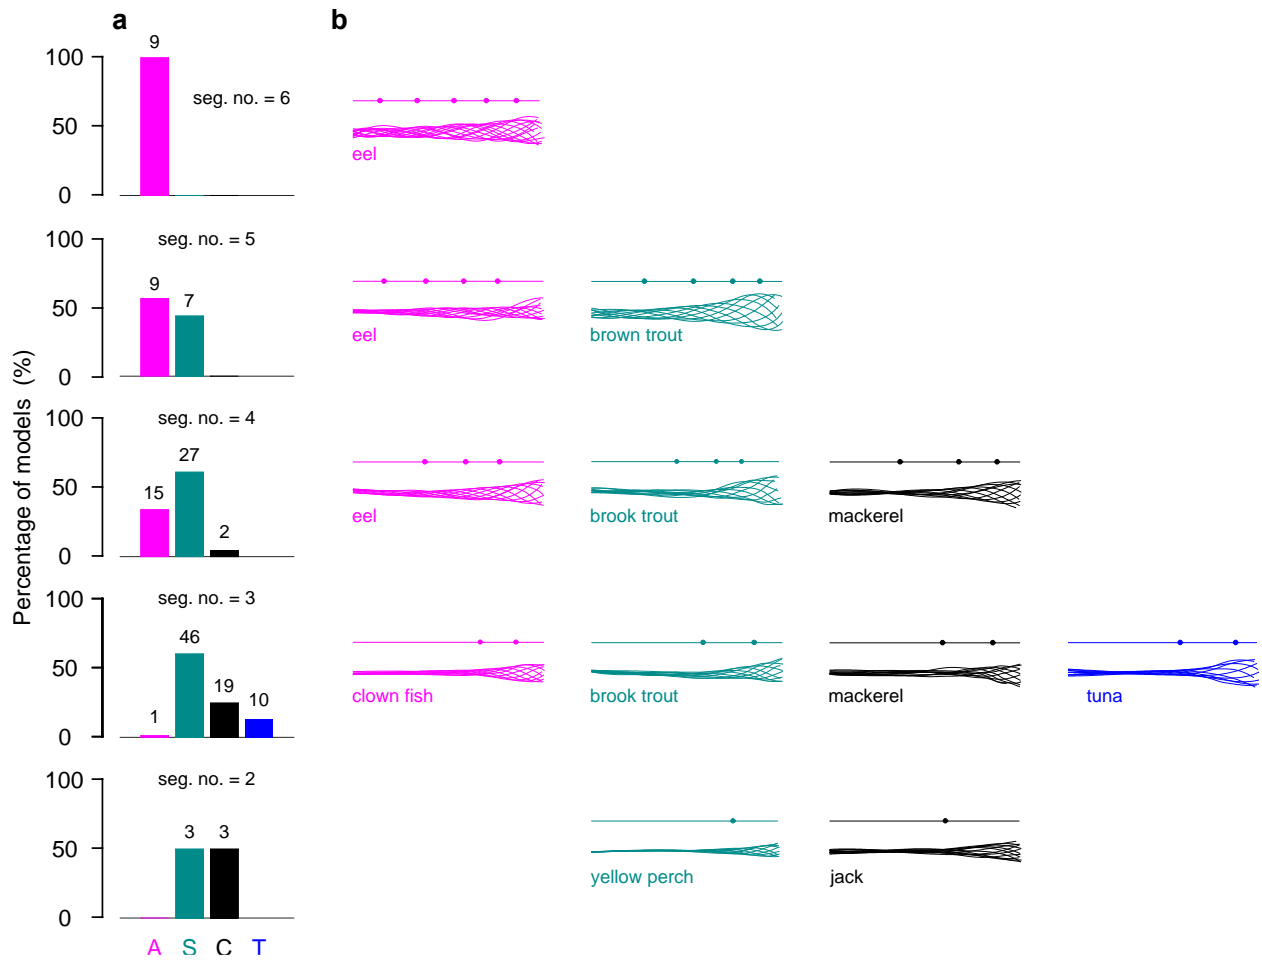 a
b
Percentage of models (%)
9
100
seg. no. = 6
50
0
eel
100
seg. no. = 5
9
7
50
0
eel
brown trout
100
seg. no. = 4
27
15
2
50
0
eel
brook trout
mackerel
100
seg. no. = 3
46
19
10
1
50
0
clown fish
brook trout
mackerel
tuna
100
seg. no. = 2
3
3
50
0
yellow perch
jack
A S C T